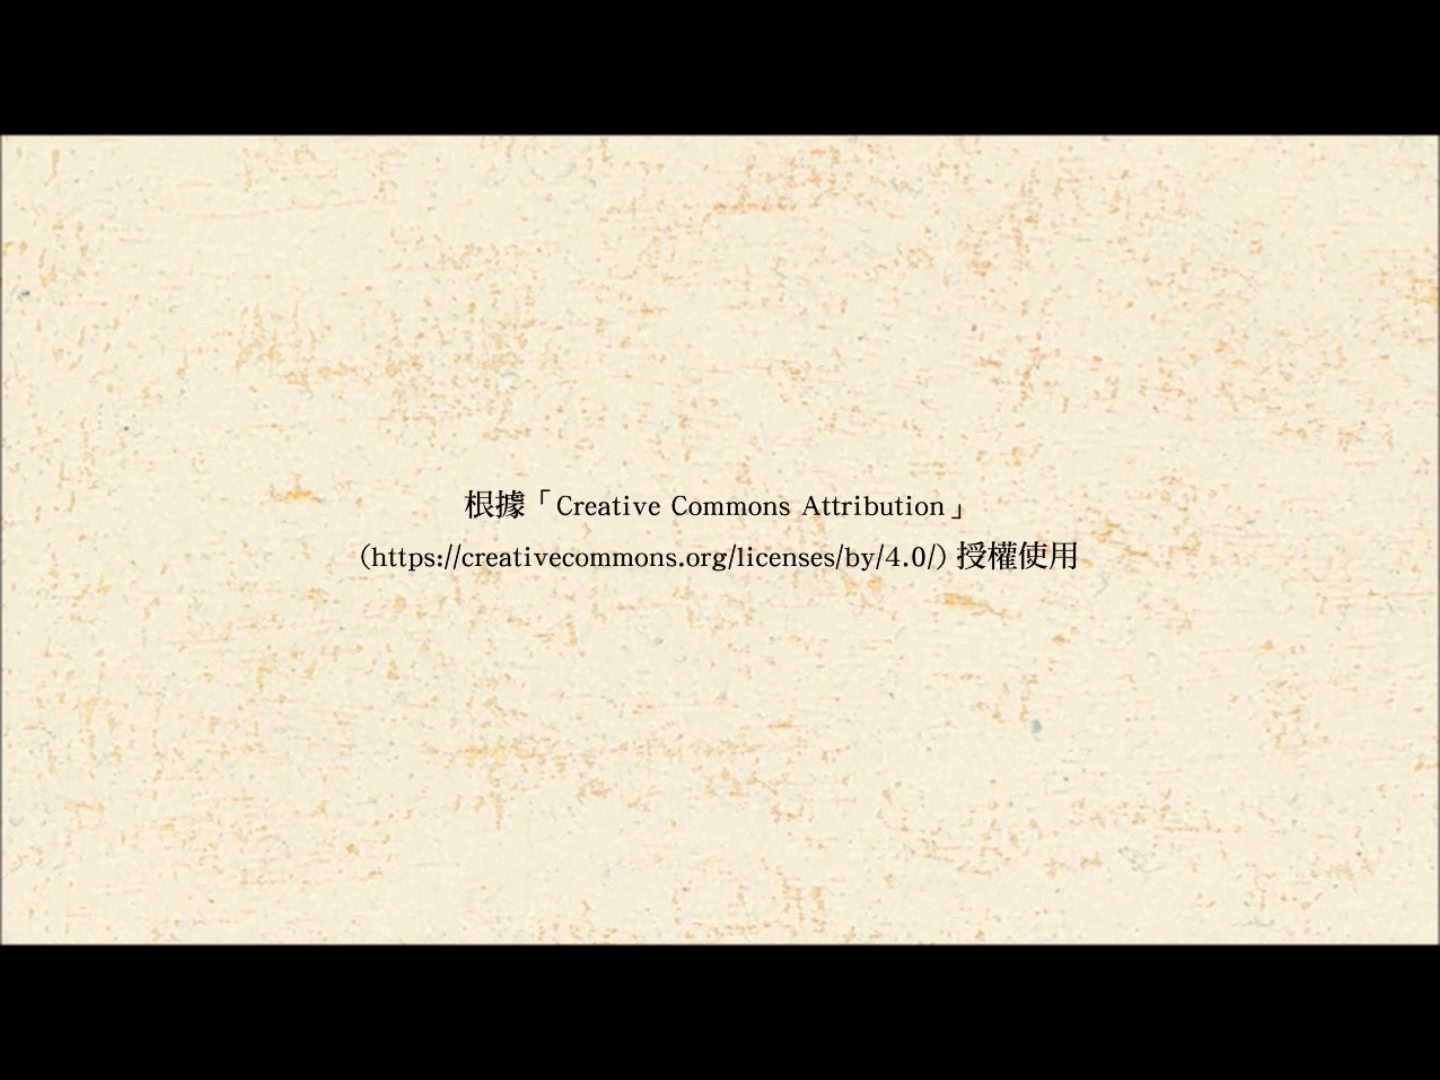 根據「Creative Commons Attribution」
(https://creativecommons.org/licenses/by/4.0/) 授權使用